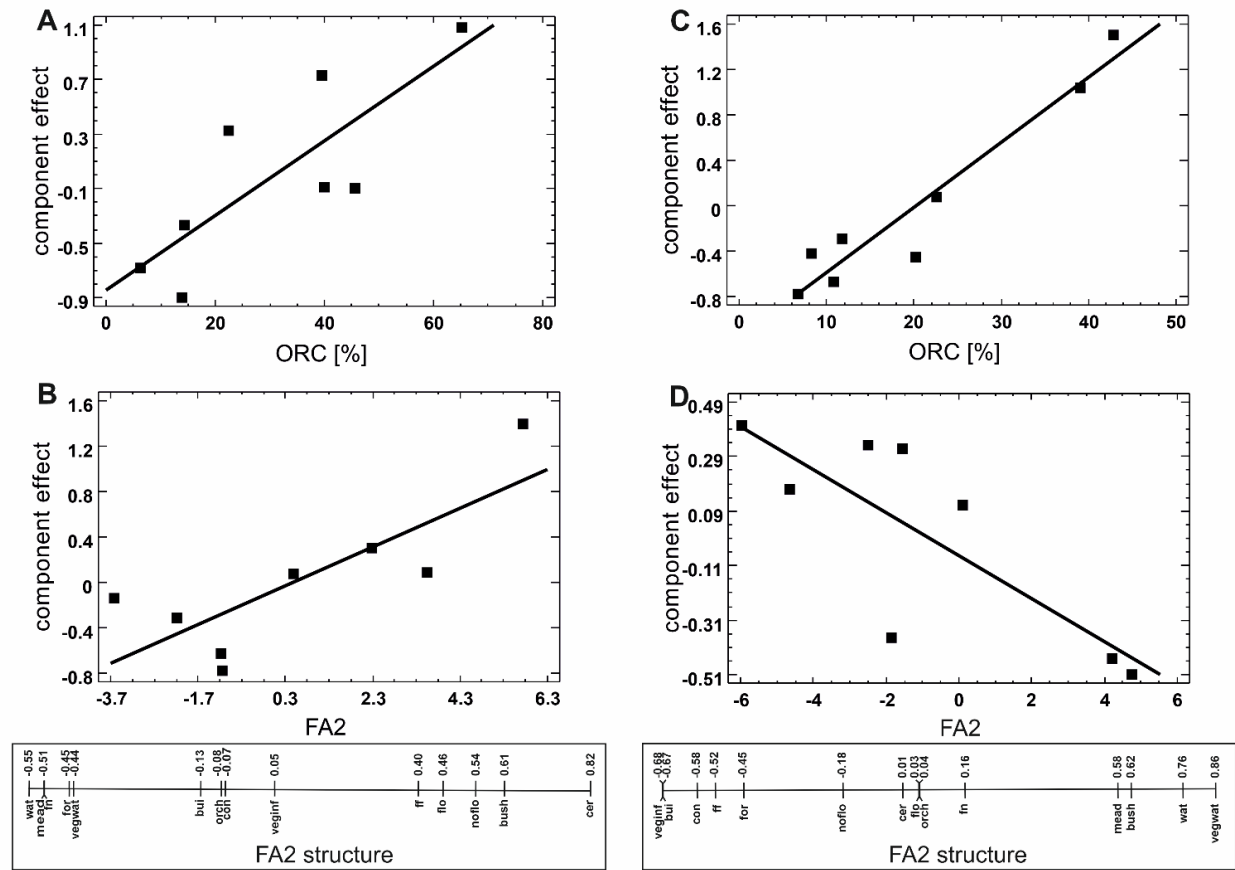 A
component effect
1.1
0.7
0.3
-0.1
-0.5
-0.9
0 20 40 60 80
ORC [%]
C
component effect
1.6
1.2
0.8
0.4
0
-0.4
-0.8
0 10 20 30 40 50
ORC [%]
B
component effect
1.6
1.2
0.8
0.4
0
-0.4
-0.8
-3.7 -1.7 0.3 2.3 4.3 6.3
FA2
D
component effect
0.49
0.29
0.09
-0.11
-0.31
-0.51
-6 -4 -2 0 2 4 6
FA2
-0.55 -0.51 -0.45 -0.44 -0.13 -0.08 -0.07 0.05 0.40 0.46 0.54 0.61 0.82
wat mead fn for vegwat bui orch con veginf ff flo noflo bush cer
FA2 structure
-0.68 -0.67 -0.58 -0.52 -0.45 -0.18 0.01 0.03 0.04 0.16 0.58 0.62 0.76 0.86
veginf bui con ff for noflo cer flo orch fn mead bush wat vegwat
FA2 structure